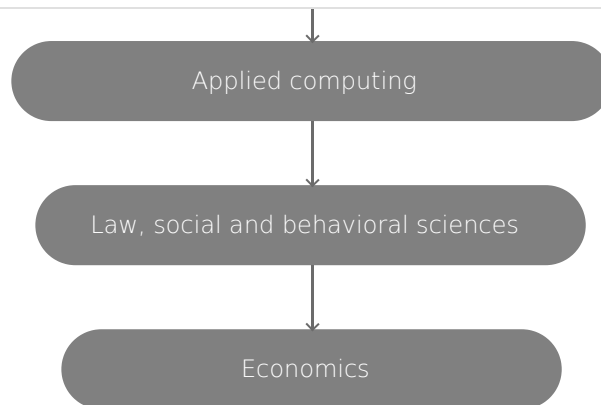 Applied computing
Law, social and behavioral sciences
Economics